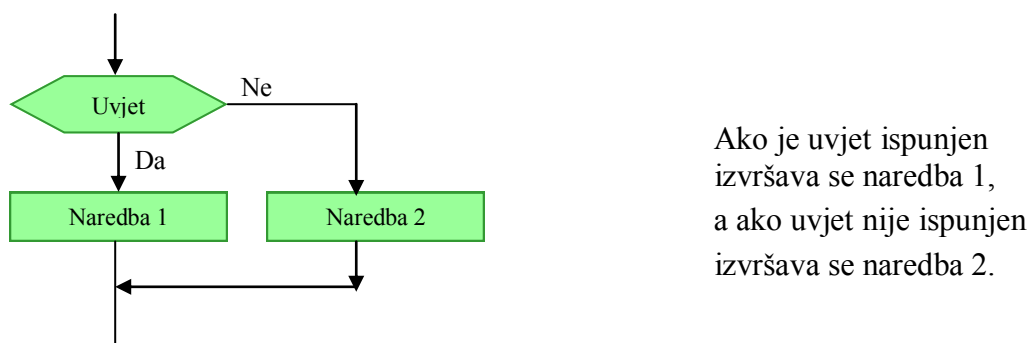 Uvjet
Ne
Da
Naredba 1
Naredba 2
Ako je uvjet ispunjen
izvršava se naredba 1,
a ako uvjet nije ispunjen
izvršava se naredba 2.